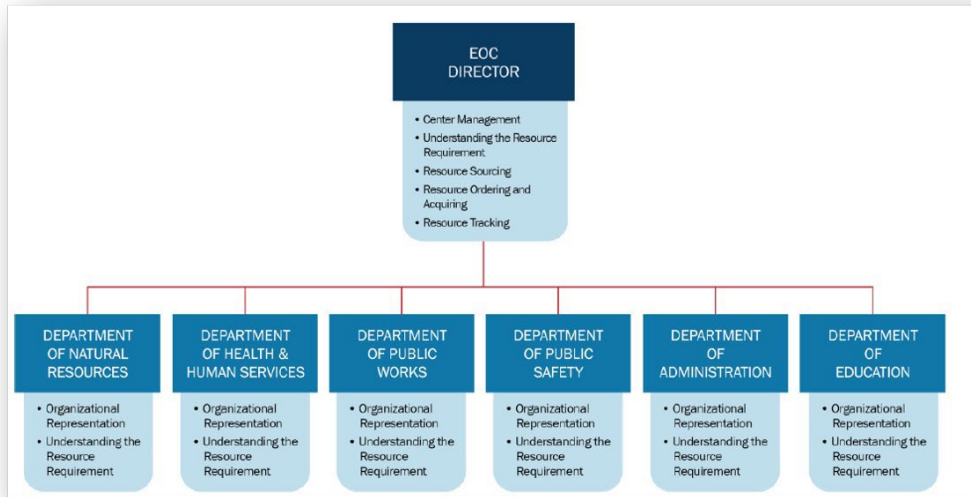 EOC
DIRECTOR
• Center Management
• Understanding the Resource
Requirement
• Resource Sourcing
• Resource Ordering and
Acquiring
• Resource Tracking
DEPARTMENT
OF NATURAL
RESOURCES
• Organizational
Representation
• Understanding the
Resource
Requirement
DEPARTMENT
OF HEALTH &
HUMAN SERVICES
• Organizational
Representation
• Understanding the
Resource
Requirement
DEPARTMENT
OF PUBLIC
WORKS
• Organizational
Representation
• Understanding the
Resource
Requirement
DEPARTMENT
OF PUBLIC
SAFETY
• Organizational
Representation
• Understanding the
Resource
Requirement
DEPARTMENT
OF
ADMINISTRATION
• Organizational
Representation
• Understanding the
Resource
Requirement
DEPARTMENT
OF
EDUCATION
• Organizational
Representation
• Understanding the
Resource
Requirement